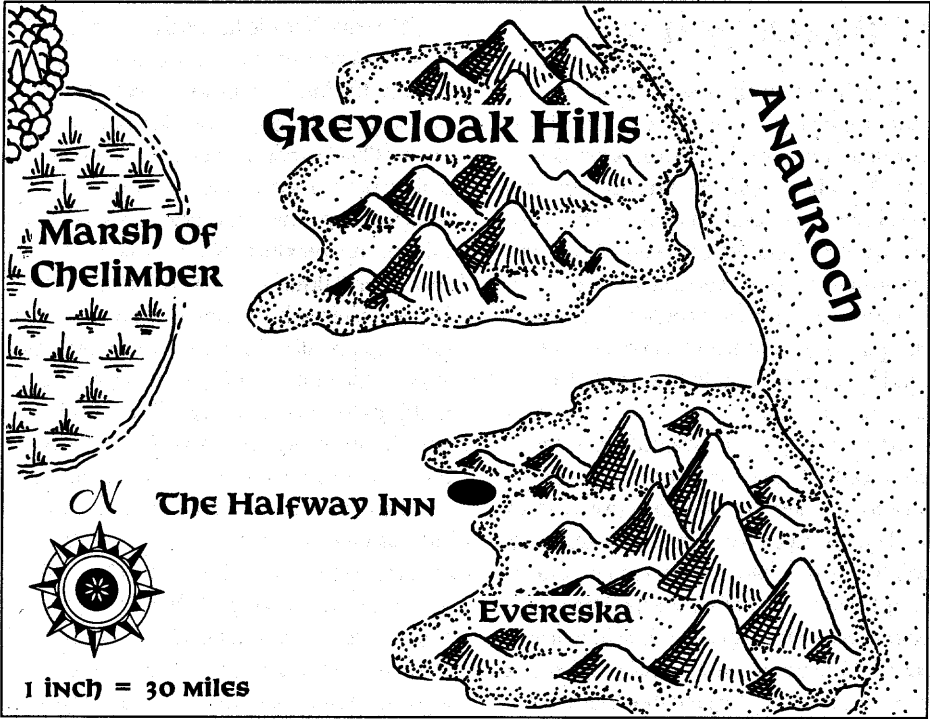 Greycloak Hills
Anauroch
Marsh of
Chelimber
N
The Halfway Inn
Evereska
1 inch = 30 miles